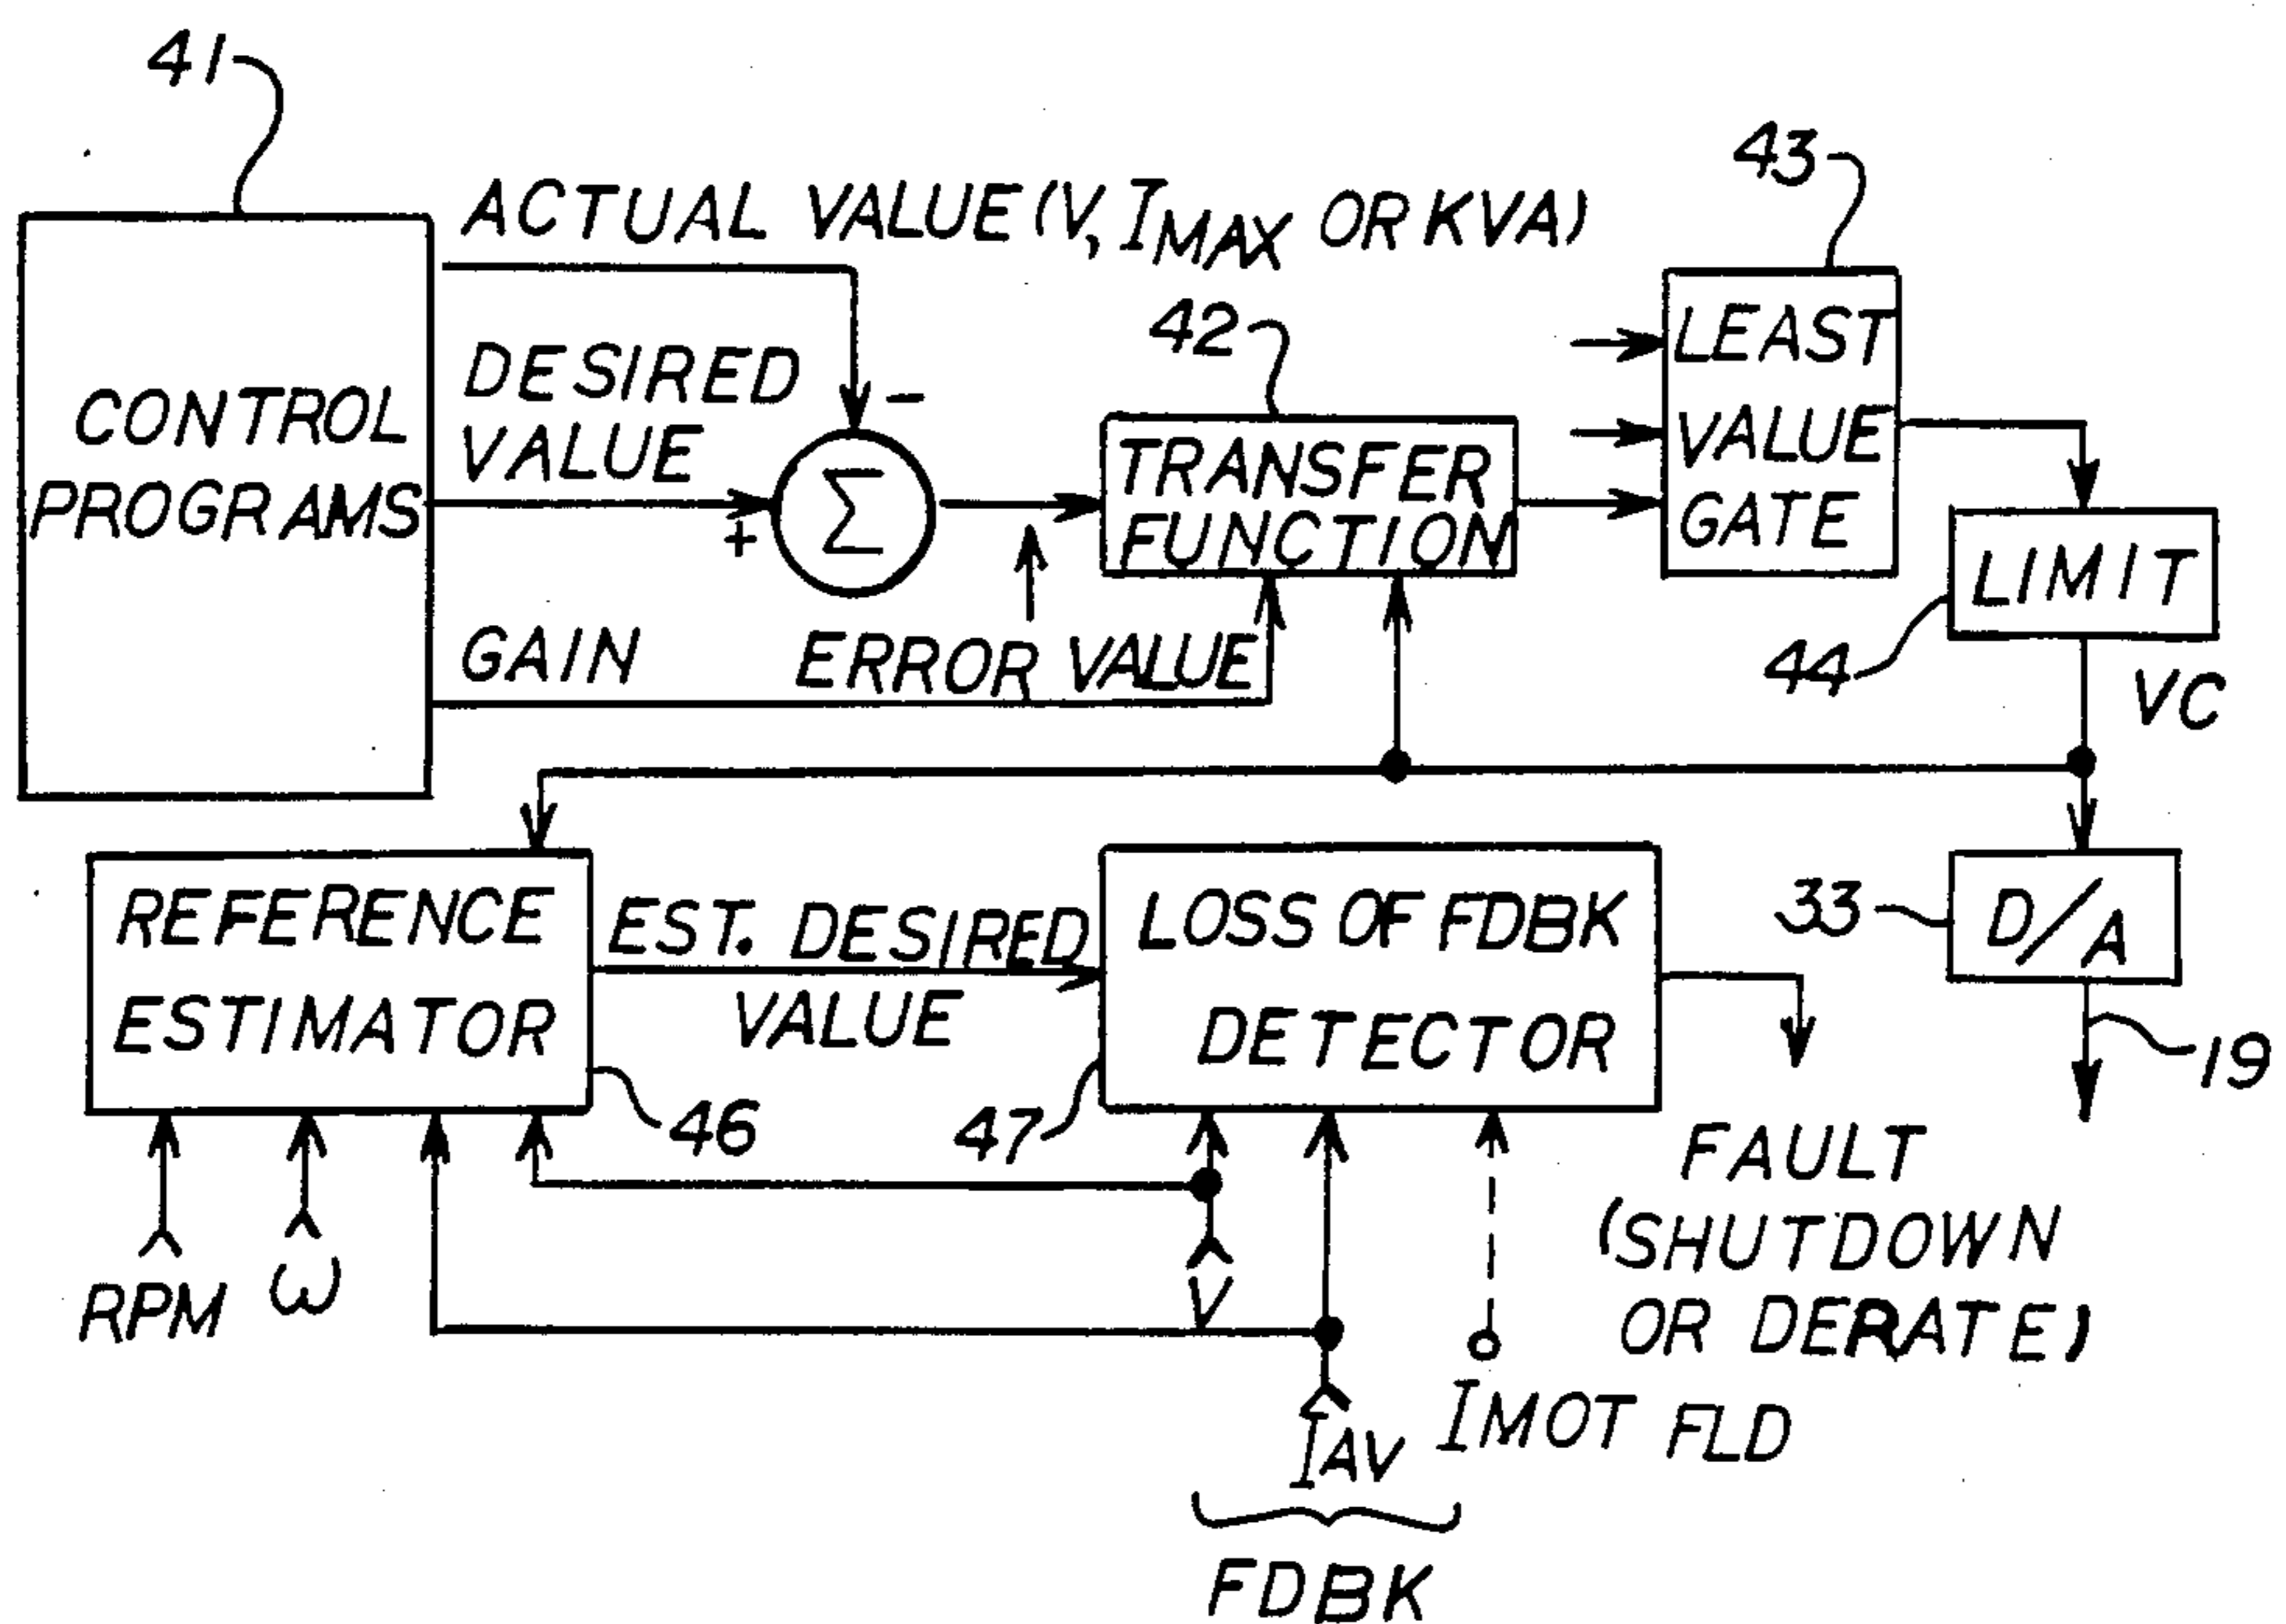 41
ACTUAL VALUE (V, IMAX OR KVA)
43
CONTROL
PROGRAMS
DESIRED
VALUE
-
+
Σ
42
TRANSFER
FUNCTION
LEAST
VALUE
GATE
LIMIT
44
VC
GAIN
ERROR VALUE
REFERENCE
ESTIMATOR
EST. DESIRED
VALUE
LOSS OF FDBK
DETECTOR
33
D/A
19
46
47
FAULT
(SHUTDOWN
OR DERATE)
RPM
ω
V
IAV
IMOT FLD
FDBK